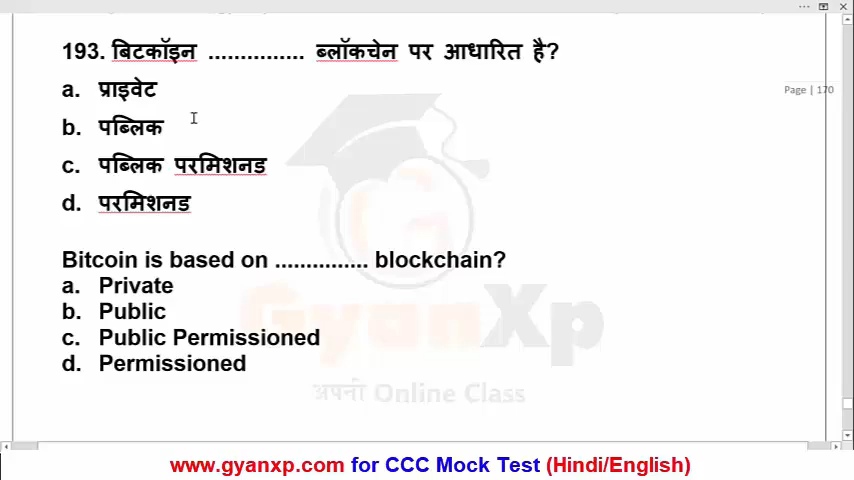 193. बिटकॉइन ............... ब्लॉकचेन पर आधारित है?
a. प्राइवेट
Page | 170
b. पब्लिक
c. पब्लिक परमिशनड
d. परमिशनड
Bitcoin is based on ............... blockchain?
a. Private
b. Public
c. Public Permissioned
d. Permissioned
GyanXp
अपनी Online Class
www.gyanxp.com for CCC Mock Test (Hindi/English)